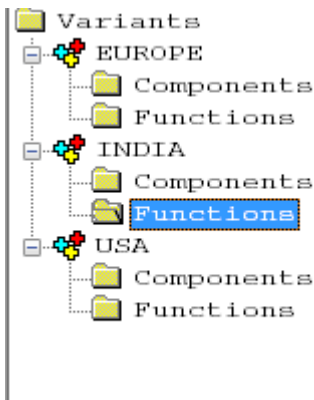 Variants
EUROPE
Components
Functions
INDIA
Components
Functions
USA
Components
Functions